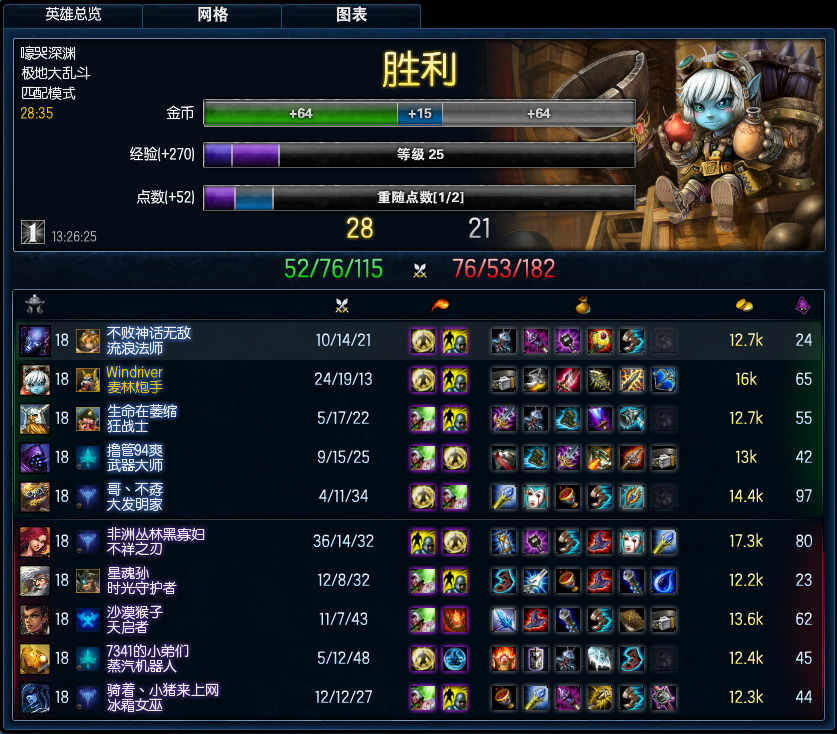 英雄总览 网格 图表
嚎哭深渊
极地大乱斗
匹配模式
28:35
胜利
金币 +64 +15 +64
经验(+270) 等级 25
点数(+52) 重随点数[1/2]
13:26:25
28 21
52/76/115 76/53/182
18 不败神话无敌 10/14/21 12.7k 24
流浪法师
18 Windriver 24/19/13 16k 65
麦林炮手
18 生命在萎缩 5/17/22 12.7k 55
狂战士
18 撸管94爽 9/15/25 13k 42
武器大师
18 哥、不孬 4/11/34 14.4k 97
大发明家
18 非洲丛林黑寡妇 36/14/32 17.3k 80
不祥之刃
18 星魂孙 12/8/32 12.2k 23
时光守护者
18 沙漠猴子 11/7/43 13.6k 62
天启者
18 7341的小弟们 5/12/48 12.4k 45
蒸汽机器人
18 骑着、小猪来上网 12/12/27 12.3k 44
冰霜女巫